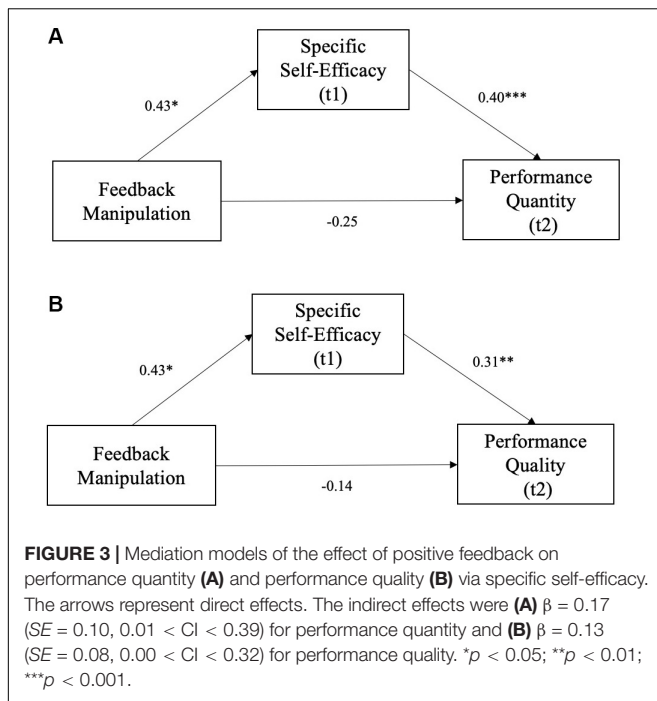 A
Specific
Self-Efficacy
(t1)
0.43*
0.40***
Feedback
Manipulation
-0.25
Performance
Quantity
(t2)
B
Specific
Self-Efficacy
(t1)
0.43*
0.31**
Feedback
Manipulation
-0.14
Performance
Quality
(t2)
FIGURE 3 | Mediation models of the effect of positive feedback on
performance quantity (A) and performance quality (B) via specific self-efficacy.
The arrows represent direct effects. The indirect effects were (A) β = 0.17
(SE = 0.10, 0.01 < CI < 0.39) for performance quantity and (B) β = 0.13
(SE = 0.08, 0.00 < CI < 0.32) for performance quality. *p < 0.05; **p < 0.01;
***p < 0.001.